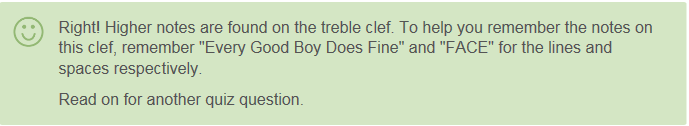 Right! Higher notes are found on the treble clef. To help you remember the notes on
this clef, remember "Every Good Boy Does Fine" and "FACE" for the lines and
spaces respectively.
Read on for another quiz question.